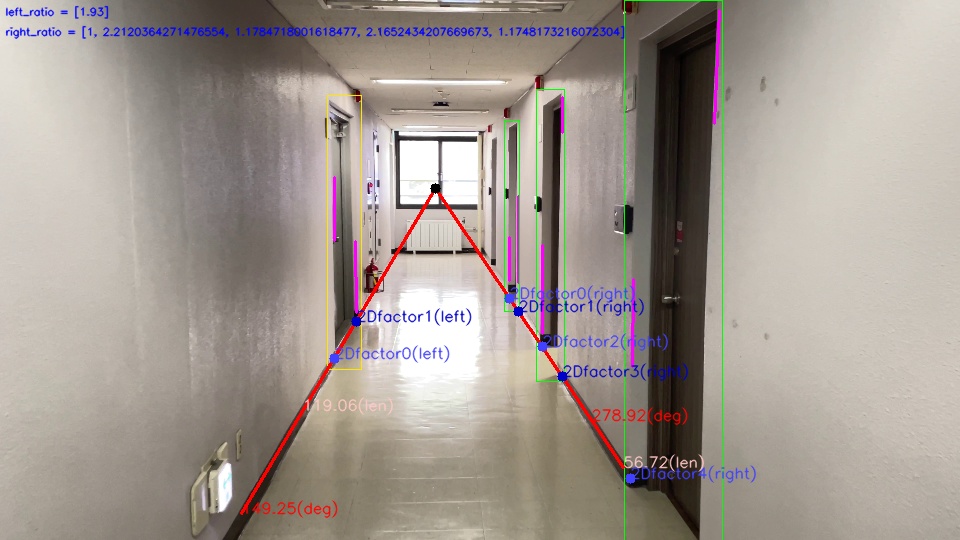 left_ratio = [1.93]
right_ratio = [1, 2.2120364271476554, 1.1784718001618477, 2.1652434207669673, 1.1748173216072304]
2Dfactor0(right)
2Dfactor1(right)
2Dfactor1(left)
2Dfactor2(right)
2Dfactor0(left)
2Dfactor3(right)
119.06(len)
278.92(deg)
56.72(len)
2Dfactor4(right)
149.25(deg)